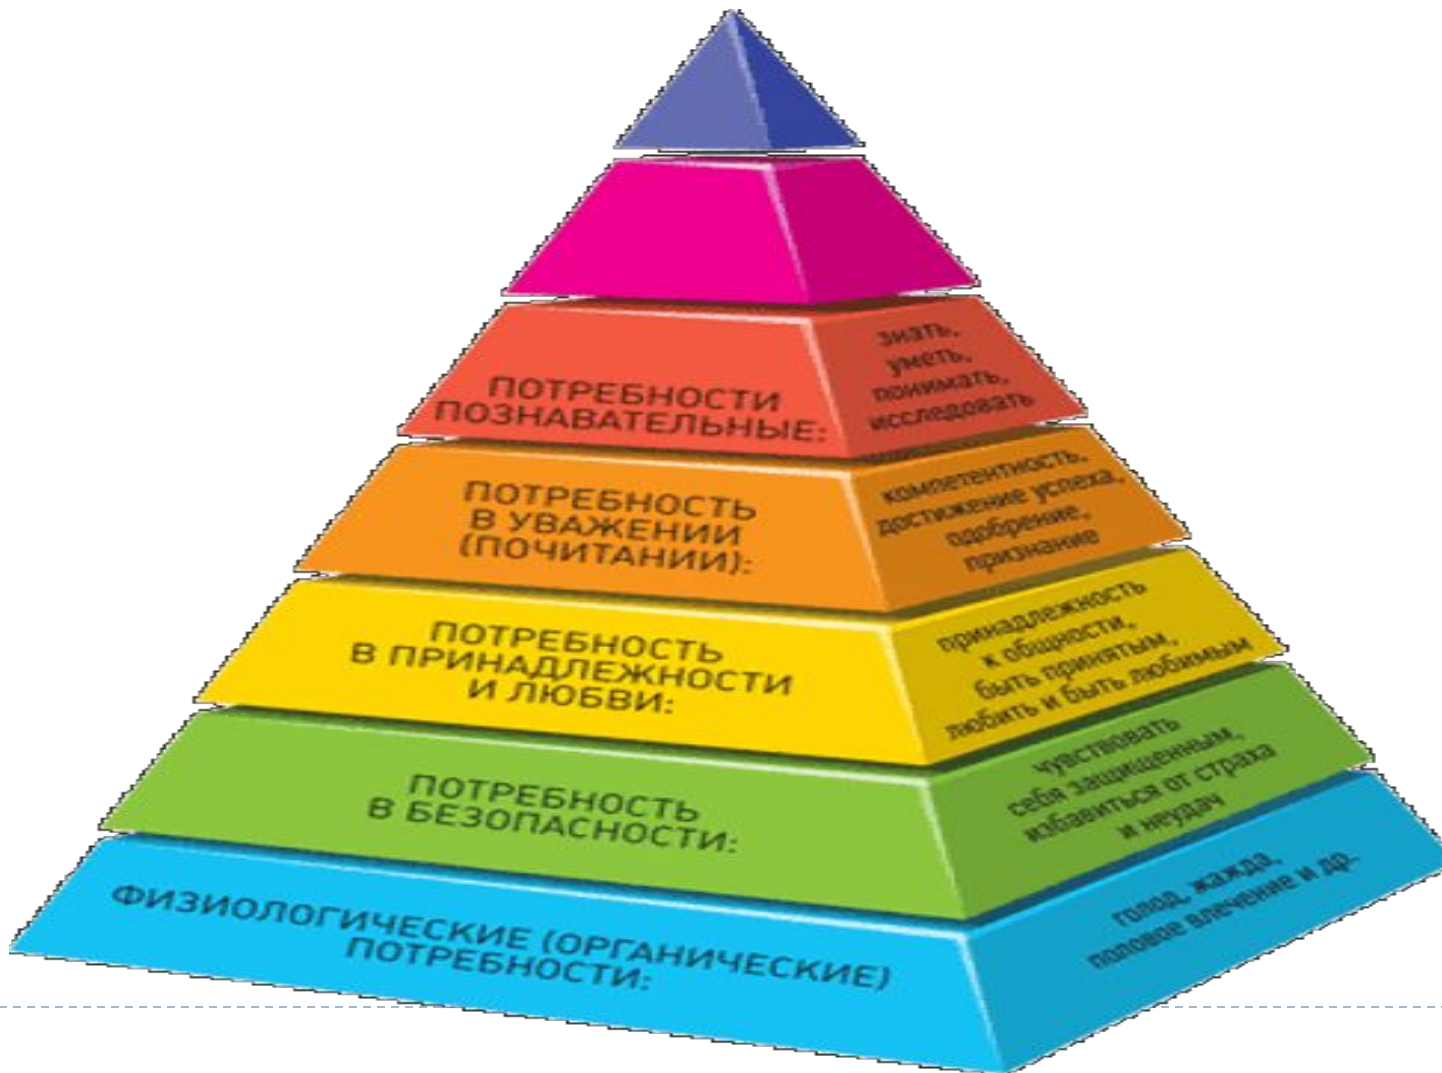 ПОТРЕБНОСТИ
ПОЗНАВАТЕЛЬНЫЕ:
знать,
уметь,
понимать,
исследовать
ПОТРЕБНОСТЬ
В УВАЖЕНИИ
(ПОЧИТАНИИ):
компетентность,
достижение успеха,
одобрение,
признание
ПОТРЕБНОСТЬ
В ПРИНАДЛЕЖНОСТИ
И ЛЮБВИ:
принадлежность
к общности,
быть принятым,
любить и быть любимым
ПОТРЕБНОСТЬ
В БЕЗОПАСНОСТИ:
чувствовать
себя защищенным,
избавиться от страха
и неудач
ФИЗИОЛОГИЧЕСКИЕ (ОРГАНИЧЕСКИЕ)
ПОТРЕБНОСТИ:
голод, жажда,
половое влечение и др.